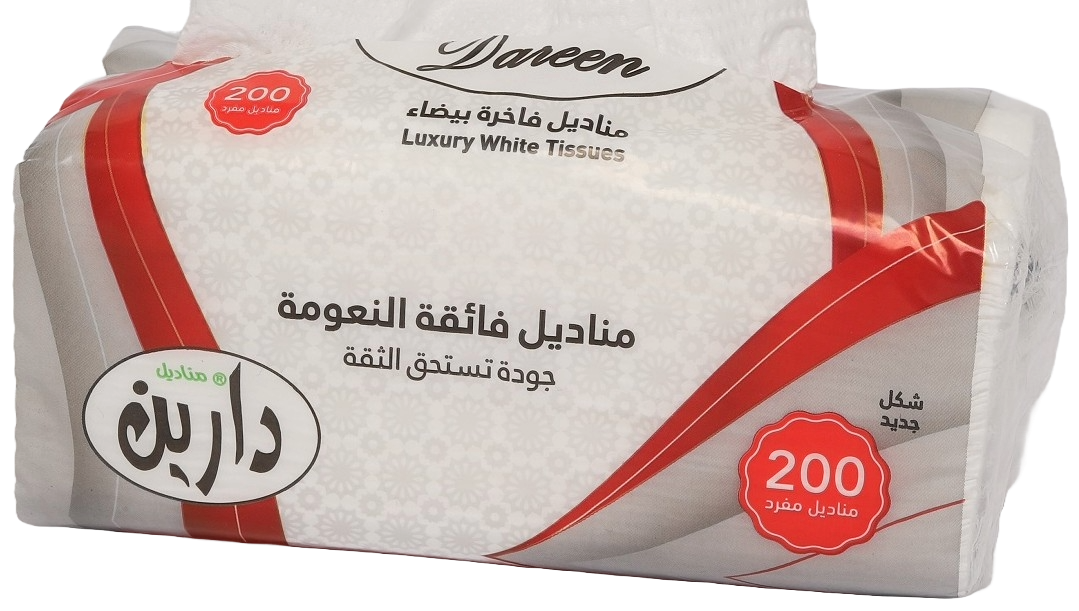 Dareen
200
مناديل مفرد
مناديل فاخرة بيضاء
Luxury White Tissues
مناديل فائقة النعومة
جودة تستحق الثقة
مناديل ®
دارين
شكل
جديد
200
مناديل مفرد